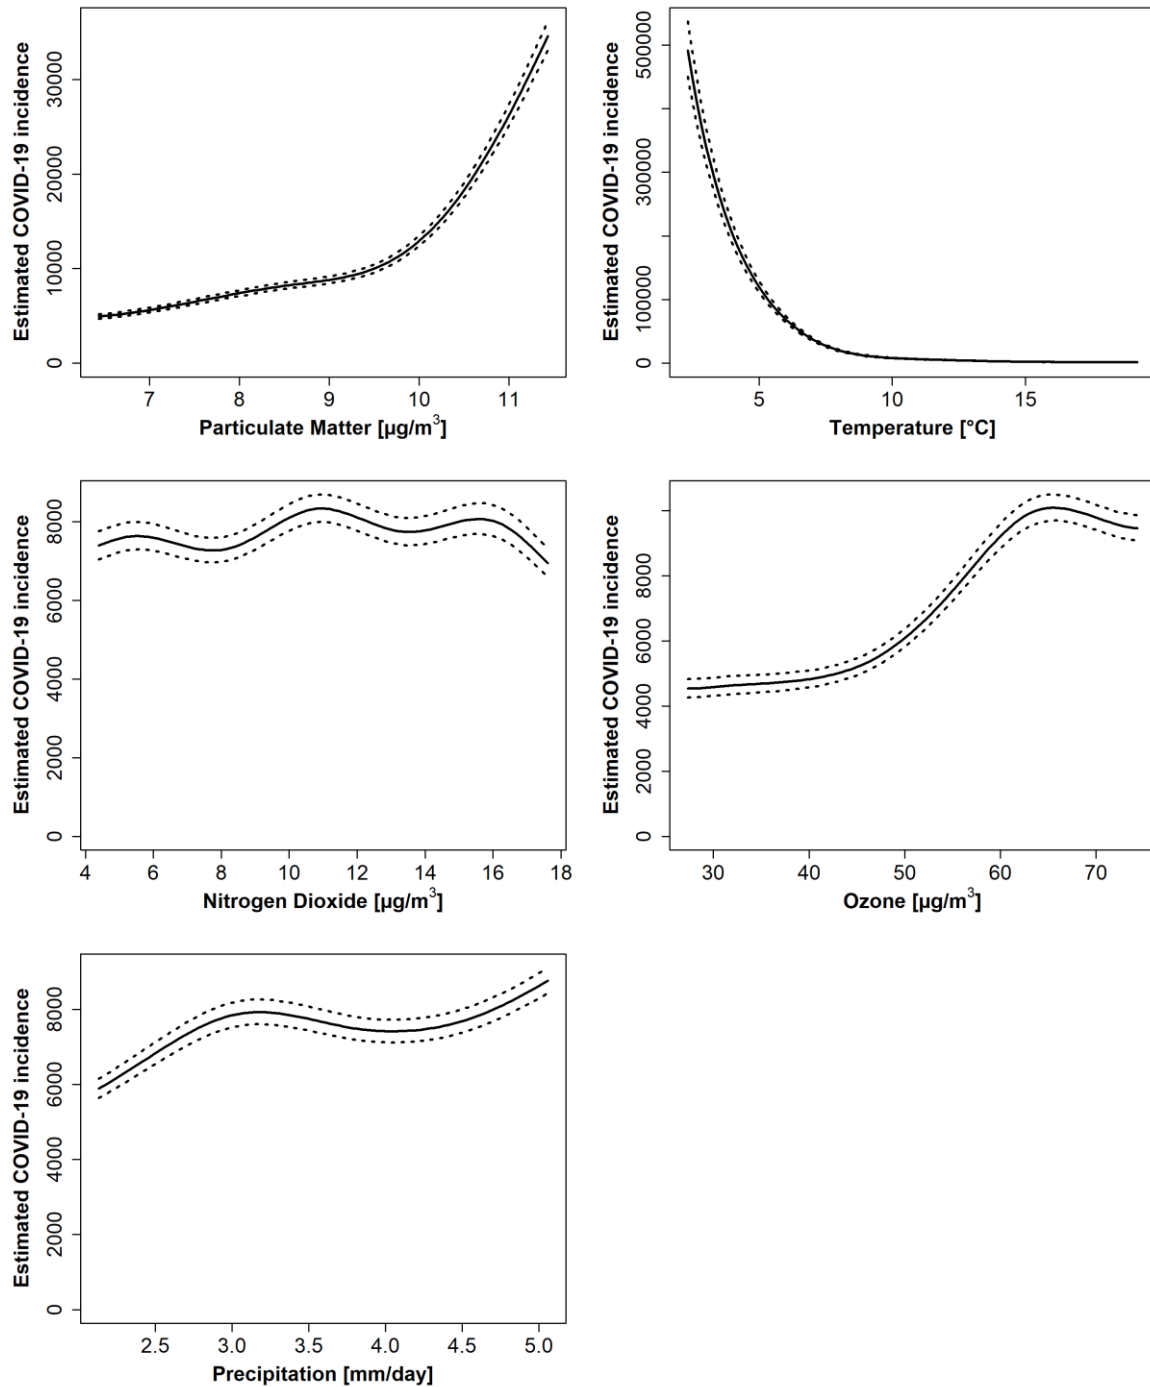 Estimated COVID-19 incidence
30000
20000
10000
0
7 8 9 10 11
Particulate Matter [µg/m³]
Estimated COVID-19 incidence
500000
300000
100000
0
5 10 15
Temperature [°C]
Estimated COVID-19 incidence
8000
6000
4000
2000
0
4 6 8 10 12 14 16 18
Nitrogen Dioxide [µg/m³]
Estimated COVID-19 incidence
8000
6000
4000
2000
0
30 40 50 60 70
Ozone [µg/m³]
Estimated COVID-19 incidence
8000
6000
4000
2000
0
2.5 3.0 3.5 4.0 4.5 5.0
Precipitation [mm/day]